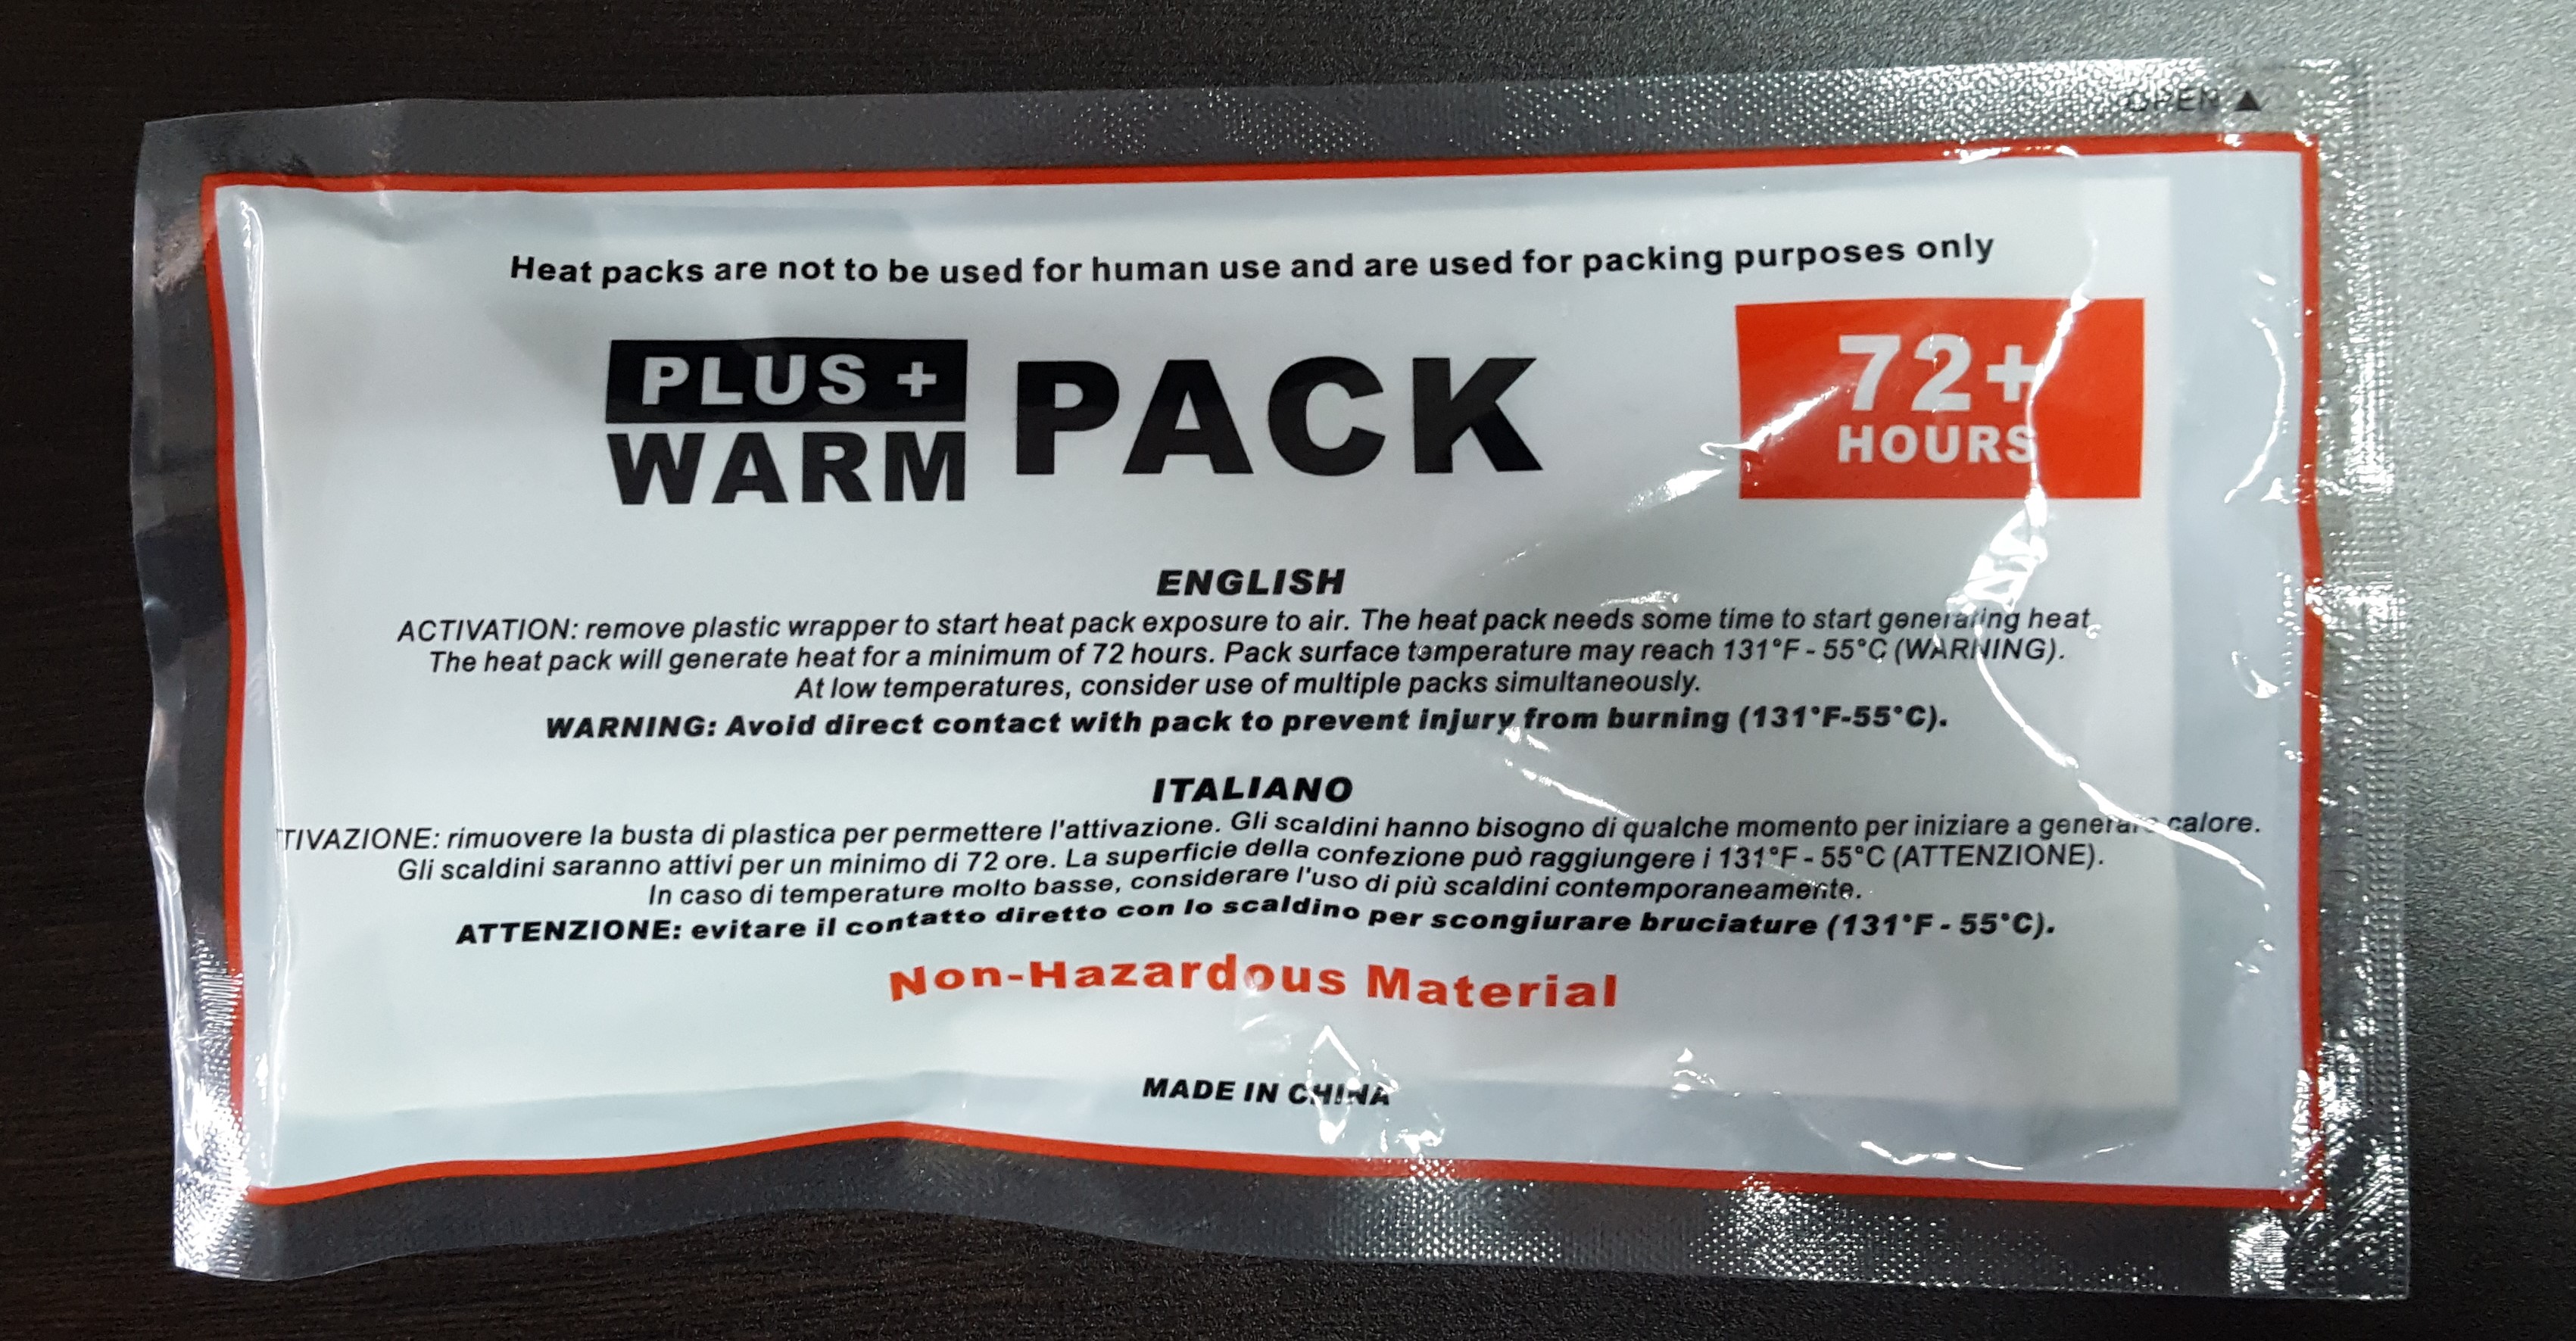 OPEN ▲
Heat packs are not to be used for human use and are used for packing purposes only
PLUS +
WARM
PACK
72+
HOURS
ENGLISH
ACTIVATION: remove plastic wrapper to start heat pack exposure to air. The heat pack needs some time to start generating heat.
The heat pack will generate heat for a minimum of 72 hours. Pack surface temperature may reach 131°F - 55°C (WARNING).
At low temperatures, consider use of multiple packs simultaneously.
WARNING: Avoid direct contact with pack to prevent injury from burning (131°F-55°C).
ITALIANO
TIVAZIONE: rimuovere la busta di plastica per permettere l'attivazione. Gli scaldini hanno bisogno di qualche momento per iniziare a generare calore.
Gli scaldini saranno attivi per un minimo di 72 ore. La superficie della confezione può raggiungere i 131°F - 55°C (ATTENZIONE).
In caso di temperature molto basse, considerare l'uso di più scaldini contemporaneamente.
ATTENZIONE: evitare il contatto diretto con lo scaldino per scongiurare bruciature (131°F - 55°C).
Non-Hazardous Material
MADE IN CHINA